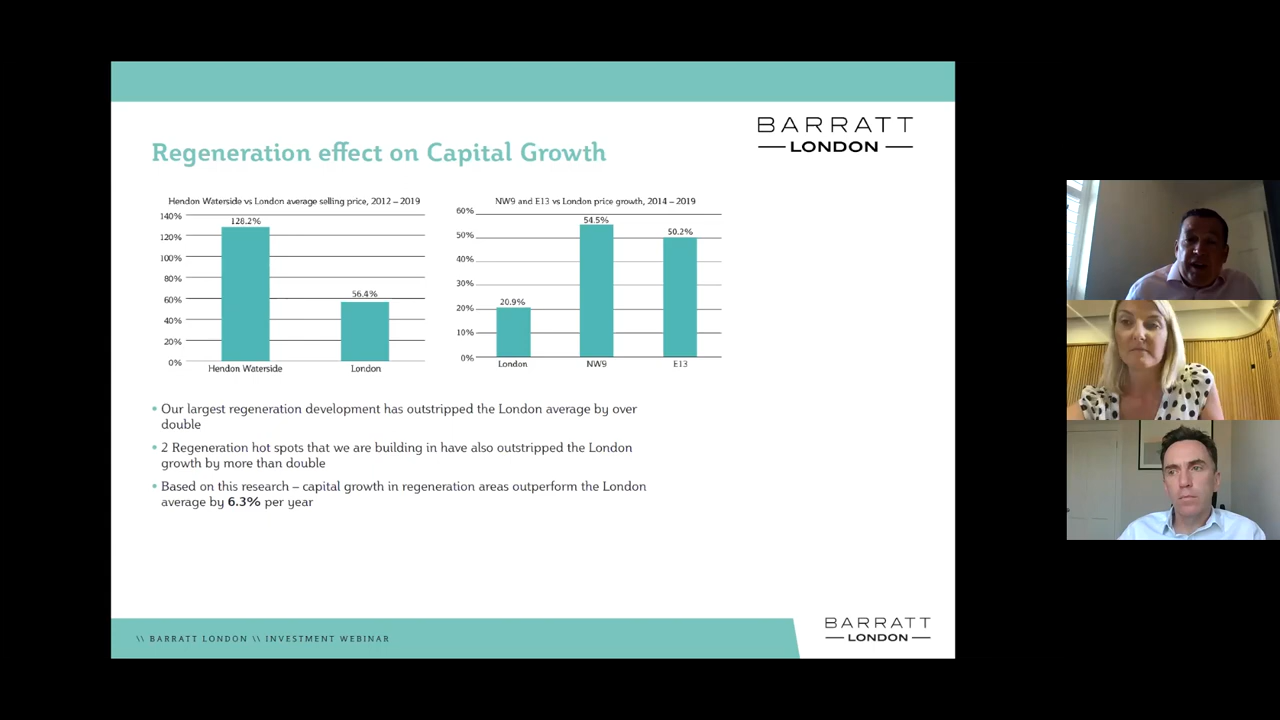 BARRATT
LONDON
Regeneration effect on Capital Growth
Hendon Waterside vs London average selling price, 2012 – 2019
140%
120%
100%
80%
60%
40%
20%
0%
128.2%
56.4%
Hendon Waterside
London
NW9 and E13 vs London price growth, 2014 – 2019
60%
50%
40%
30%
20%
10%
0%
20.9%
54.5%
50.2%
London
NW9
E13
• Our largest regeneration development has outstripped the London average by over
double
• 2 Regeneration hot spots that we are building in have also outstripped the London
growth by more than double
• Based on this research – capital growth in regeneration areas outperform the London
average by 6.3% per year
\\ BARRATT LONDON \\ INVESTMENT WEBINAR
BARRATT
LONDON